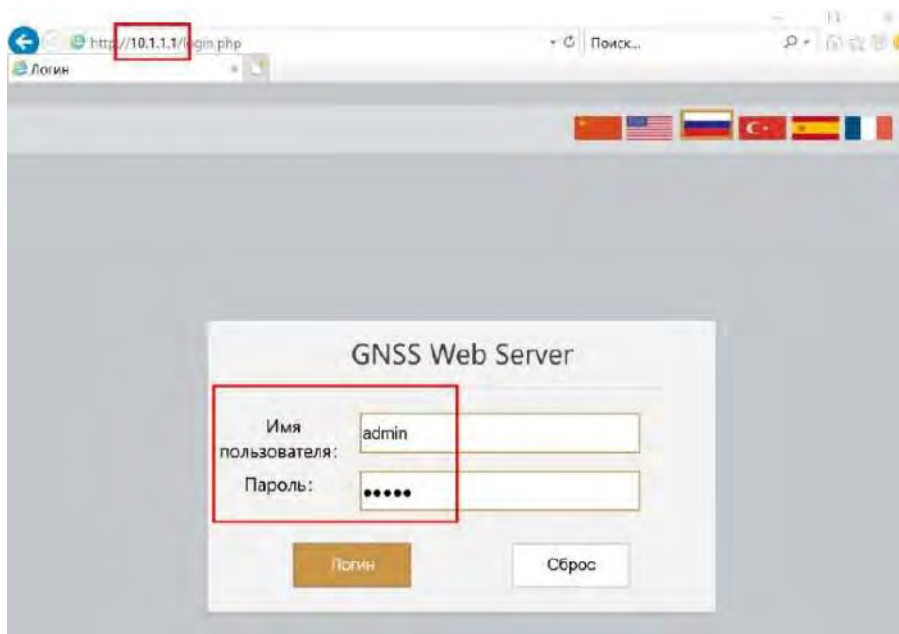 http://10.1.1.1/login.php
Поиск...
Логин
GNSS Web Server
Имя
пользователя:
admin
Пароль:
•••••
Логин
Сброс